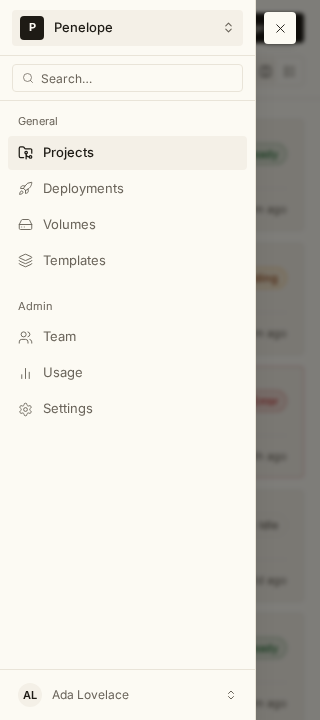 P Penelope
Search...
General
Projects
Deployments
Volumes
Templates
Admin
Team
Usage
Settings
AL Ada Lovelace